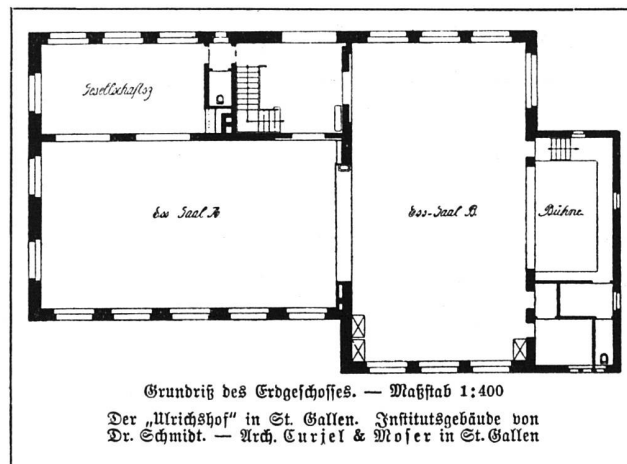 Gesellschaftsz
Ess Saal A
Ess-Saal B.
Bühne
Grundriß des Erdgeschosses. — Maßstab 1:400
Der „Ulrichshof" in St. Gallen. Institutsgebäude von
Dr. Schmidt. — Arch. Curjel & Moser in St. Gallen